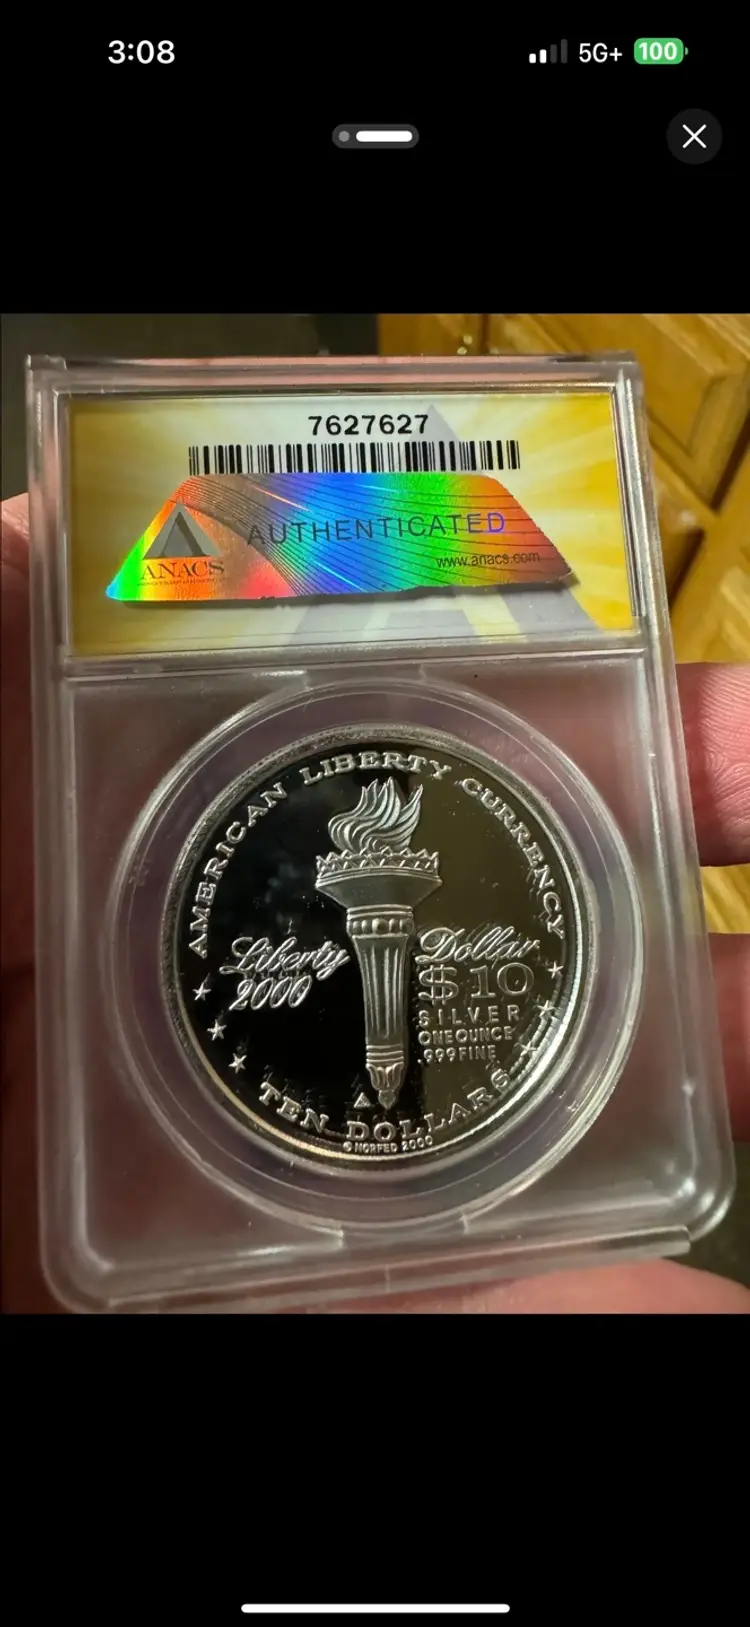 3:08
5G+
100
7627627
AUTHENTICATED
ANACS
www.anacs.com
AMERICAN LIBERTY CURRENCY
Liberty
2000
Dollar
$10
SILVER
ONE OUNCE
.999 FINE
TEN DOLLARS
© NORFED 2000